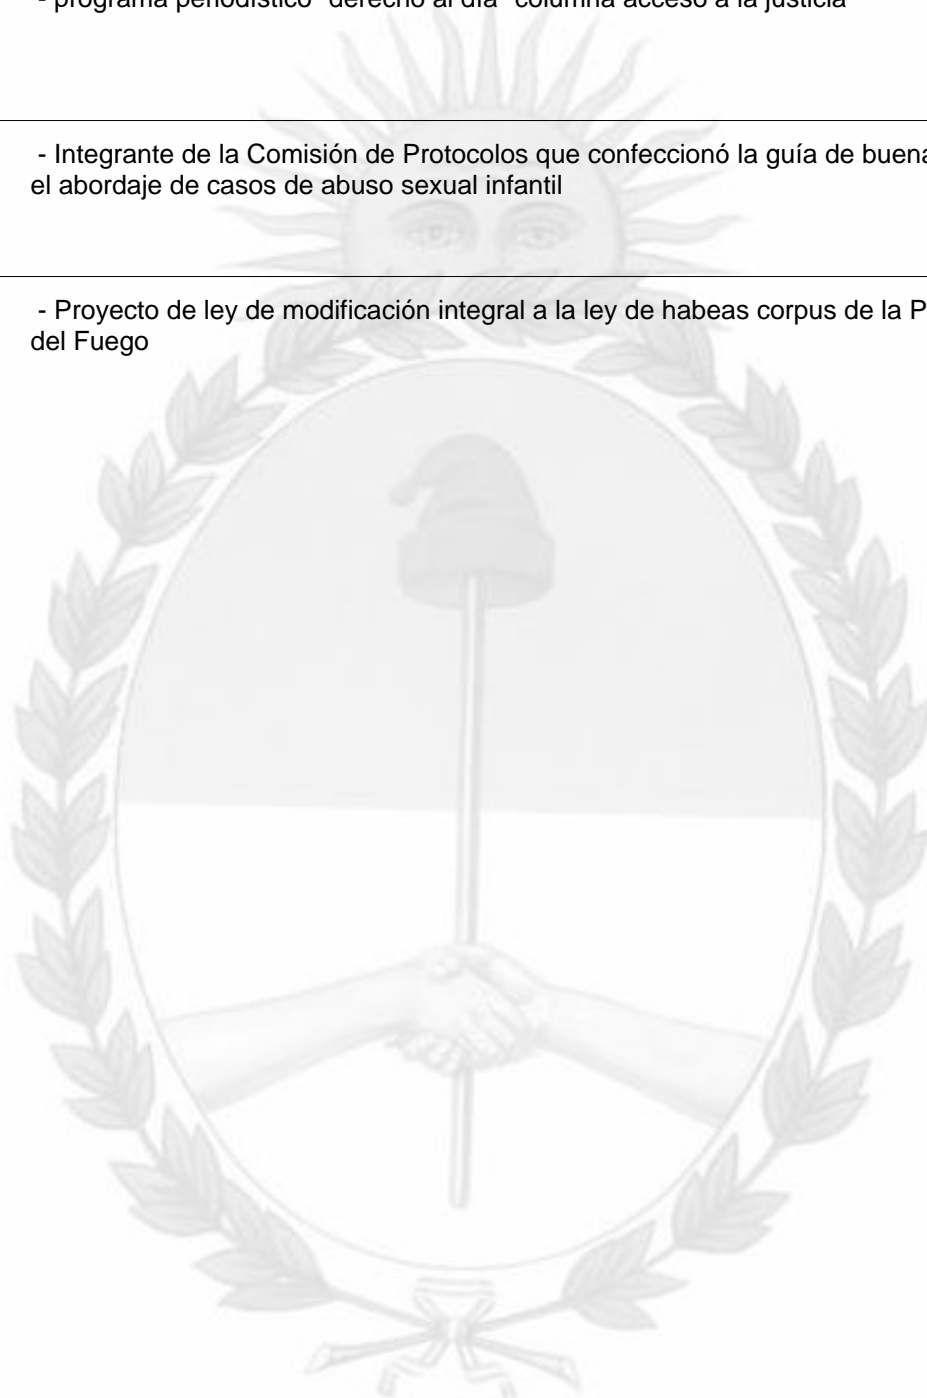 - programa periodístico "derecho al día" columna acceso a la justicia
- Integrante de la Comisión de Protocolos que confeccionó la guía de buena
el abordaje de casos de abuso sexual infantil
- Proyecto de ley de modificación integral a la ley de habeas corpus de la P
del Fuego